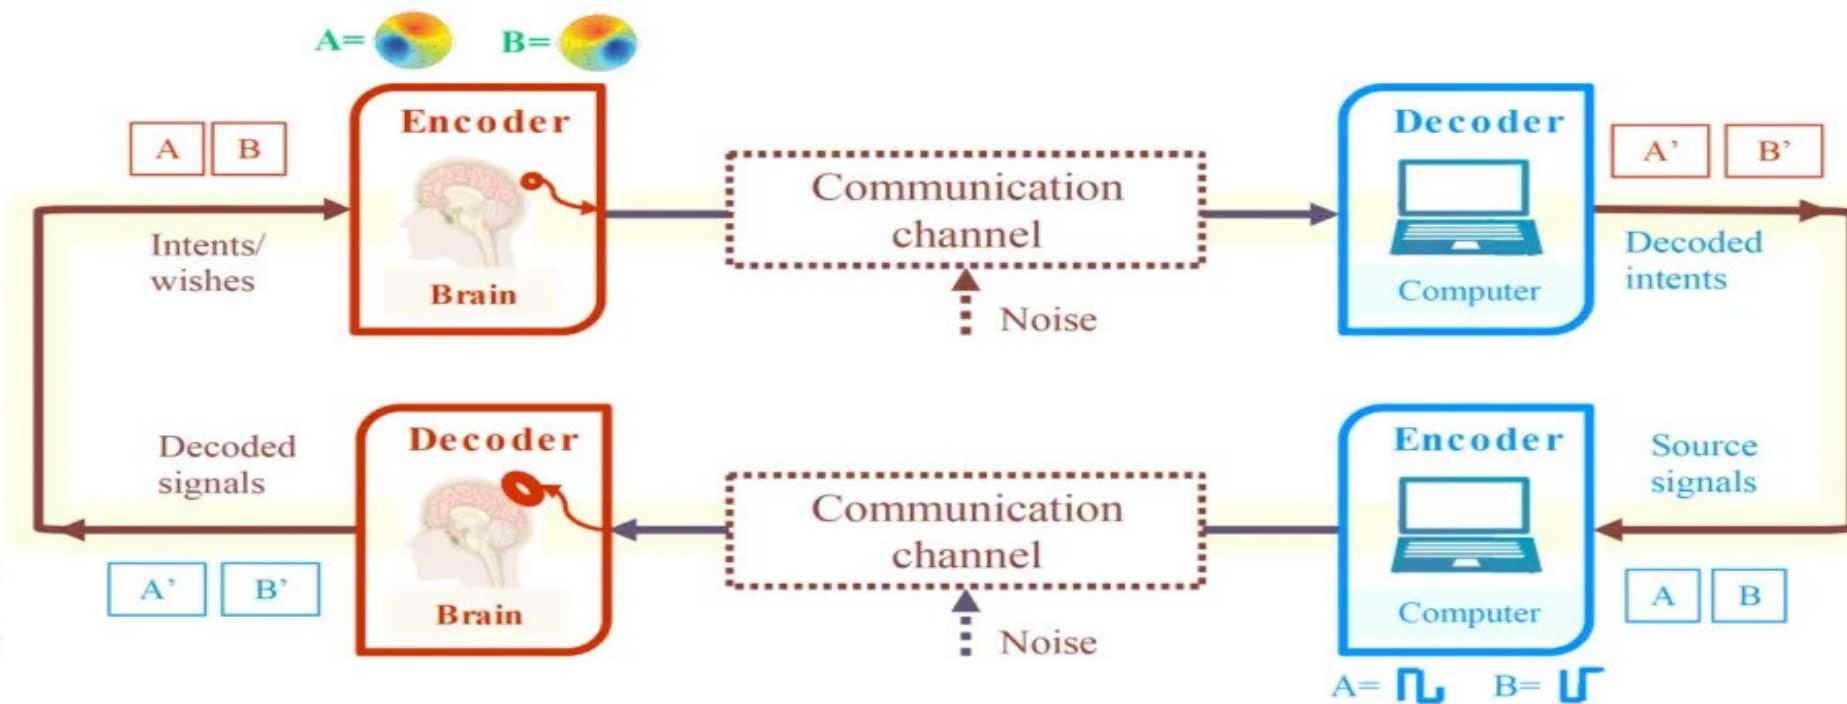 A= B=
Encoder
Decoder
A B
A’ B’
Communication
channel
Intents/
wishes
Decoded
intents
Brain
Computer
Noise
Decoder
Encoder
Decoded
signals
Source
signals
Communication
channel
A’ B’
A B
Brain
Computer
Noise
A= B=